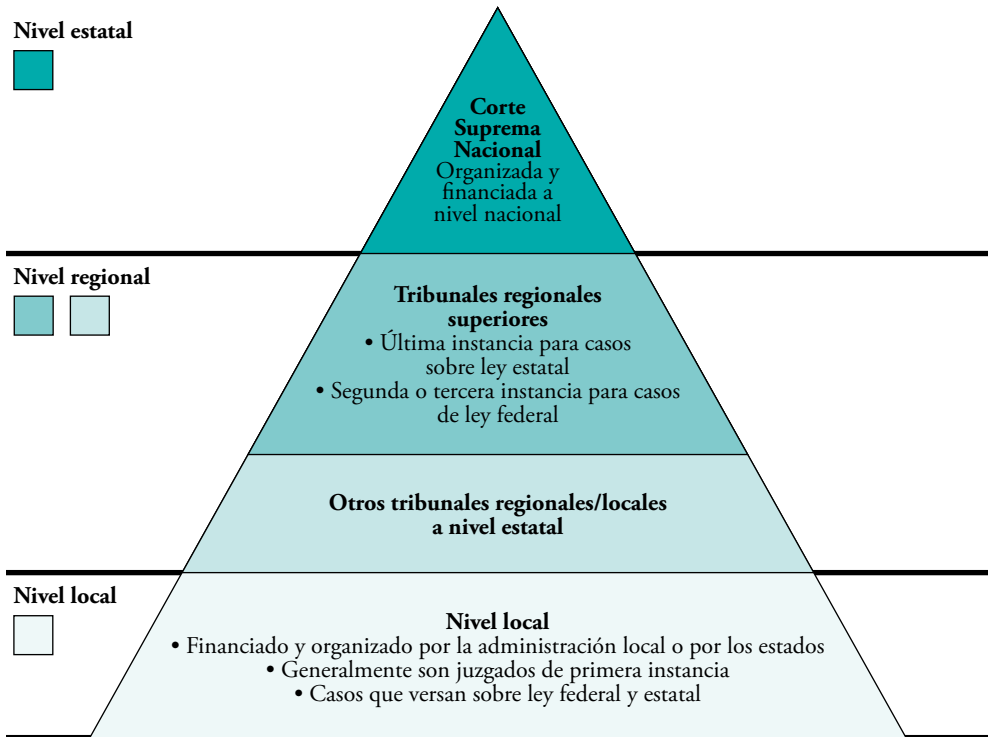 Nivel estatal
Corte
Suprema
Nacional
Organizada y
financiada a
nivel nacional
Nivel regional
Tribunales regionales
superiores
• Última instancia para casos
sobre ley estatal
• Segunda o tercera instancia para casos
de ley federal
Otros tribunales regionales/locales
a nivel estatal
Nivel local
Nivel local
• Financiado y organizado por la administración local o por los estados
• Generalmente son juzgados de primera instancia
• Casos que versan sobre ley federal y estatal